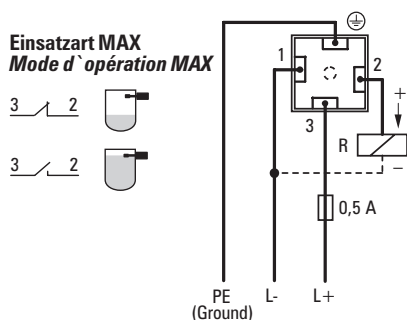 Einsatzart MAX
Mode d`opération MAX
3 2
3 2
1
2
3
+
R
–
0,5 A
PE
(Ground)
L-
L+